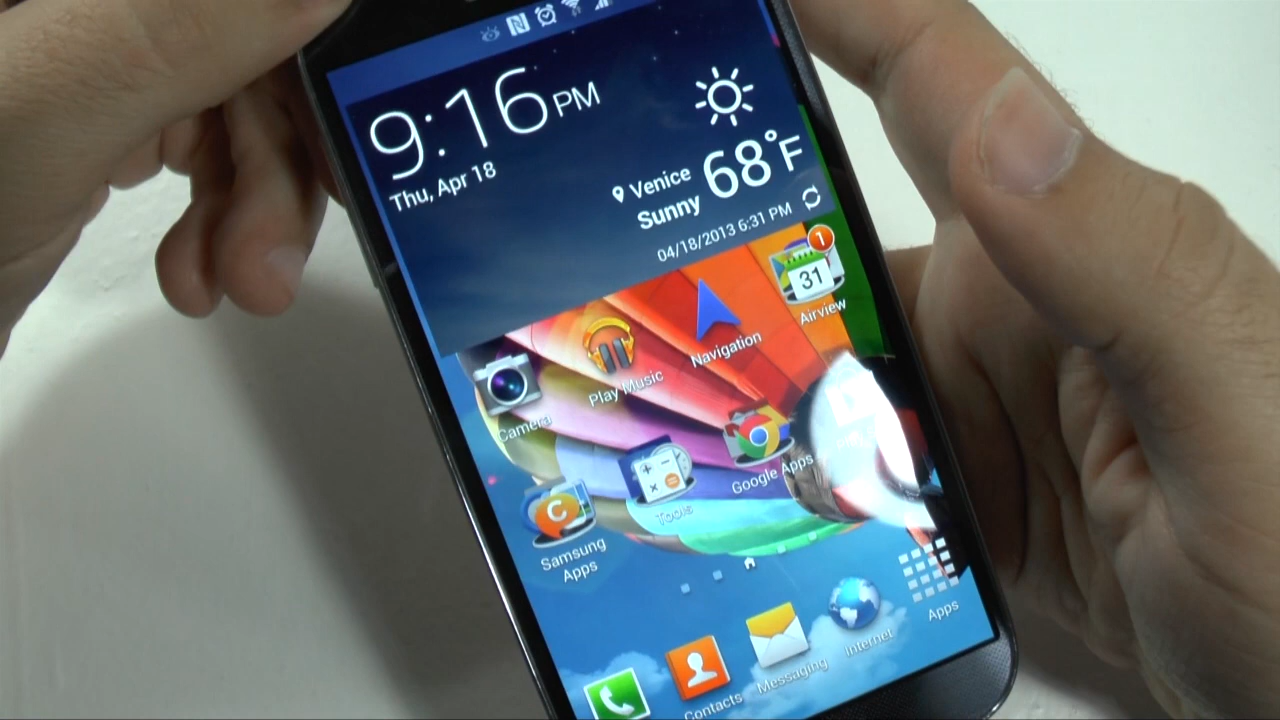 9:16 PM
Thu, Apr 18
68°F
Venice
Sunny
04/18/2013 6:31 PM
1
31
Airview
Navigation
Play Music
Camera
Google Apps
Tools
C
Samsung
Apps
Apps
Internet
Messaging
Contacts